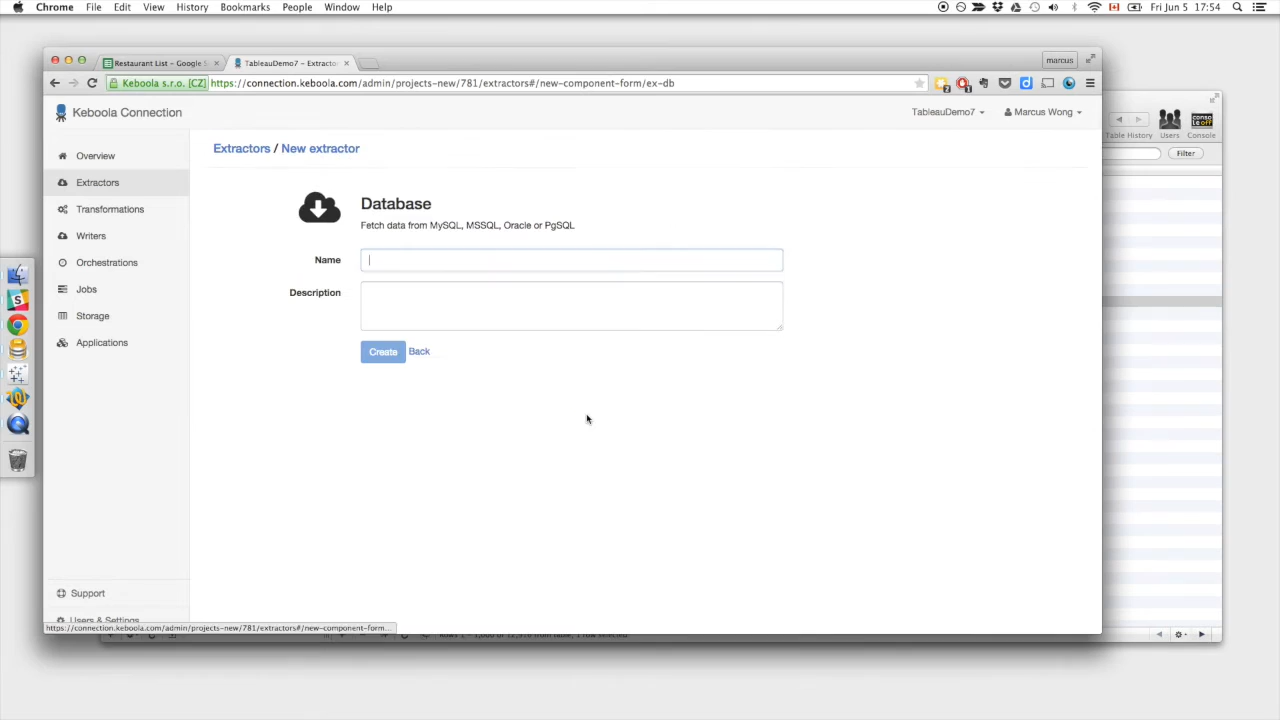 Chrome File Edit View History Bookmarks People Window Help Fri Jun 5 17:54
Restaurant List – Google S × TableauDemo7 – Extractor × marcus
Keboola s.r.o. [CZ] https://connection.keboola.com/admin/projects-new/781/extractors#/new-component-form/ex-db
Keboola Connection TableauDemo7 Marcus Wong
Table History Users Console
Filter
Overview
Extractors
Transformations
Writers
Orchestrations
Jobs
Storage
Applications
Extractors / New extractor
Database
Fetch data from MySQL, MSSQL, Oracle or PgSQL
Name
Description
Create Back
Support
Users & Settings
https://connection.keboola.com/admin/projects-new/781/extractors#/new-component-form...